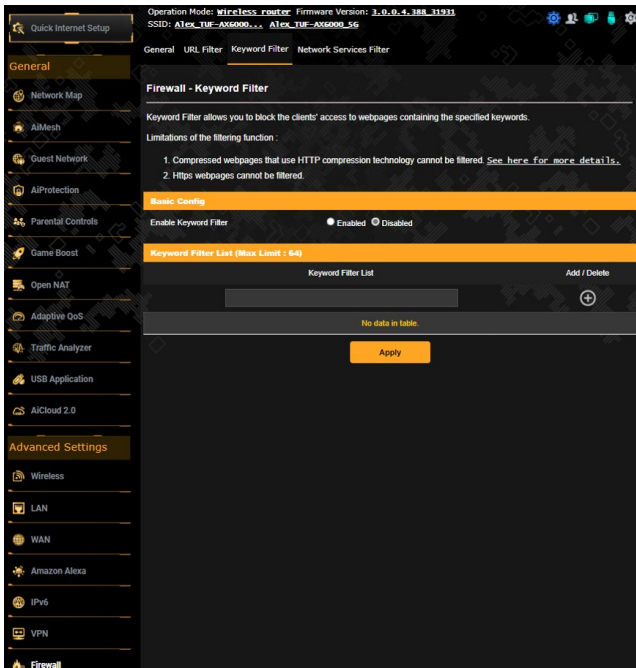 Operation Mode: Wireless router Firmware Version: 3.0.0.4.388_31931
SSID: Alex_TUF-AX6000... Alex_TUF-AX6000_5G
Quick Internet Setup
General URL Filter Keyword Filter Network Services Filter
General
Network Map
AiMesh
Guest Network
AiProtection
Parental Controls
Game Boost
Open NAT
Adaptive QoS
Traffic Analyzer
USB Application
AiCloud 2.0
Advanced Settings
Wireless
LAN
WAN
Amazon Alexa
IPv6
VPN
Firewall
Firewall - Keyword Filter
Keyword Filter allows you to block the clients' access to webpages containing the specified keywords.
Limitations of the filtering function :
1. Compressed webpages that use HTTP compression technology cannot be filtered. See here for more details.
2. Https webpages cannot be filtered.
Basic Config
Enable Keyword Filter Enabled Disabled
Keyword Filter List (Max Limit : 64)
Keyword Filter List Add / Delete
No data in table.
Apply